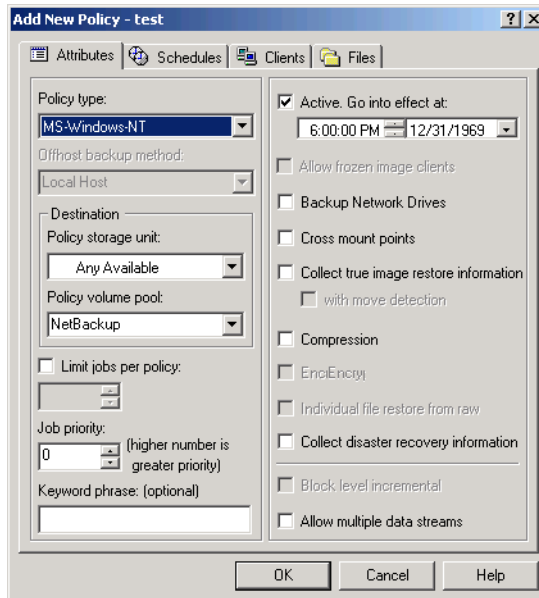 Add New Policy - test
Attributes Schedules Clients Files
Policy type:
MS-Windows-NT
Offhost backup method:
Local Host
Destination
Policy storage unit:
Any Available
Policy volume pool:
NetBackup
Limit jobs per policy:
Job priority:
0
(higher number is
greater priority)
Keyword phrase: (optional)
Active. Go into effect at:
6:00:00 PM 12/31/1969
Allow frozen image clients
Backup Network Drives
Cross mount points
Collect true image restore information
with move detection
Compression
Individual file restore from raw
Collect disaster recovery information
Block level incremental
Allow multiple data streams
OK Cancel Help